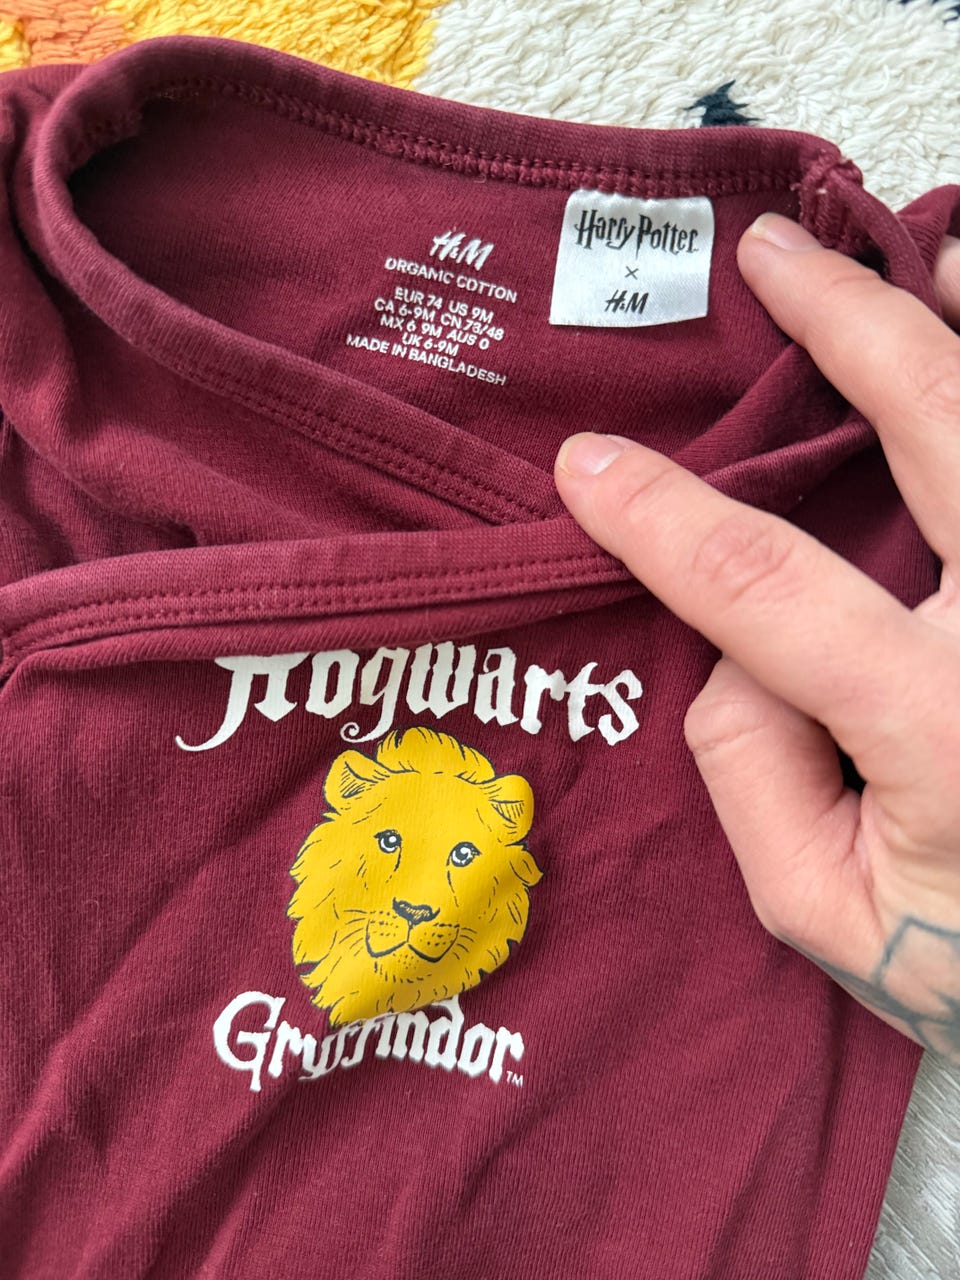 H&M
ORGANIC COTTON
EUR 74 US 9M
CA 6-9M CN 73/48
MX 6 9M AUS 0
UK 6-9M
MADE IN BANGLADESH
Harry Potter
×
H&M
Hogwarts
Gryffindor™